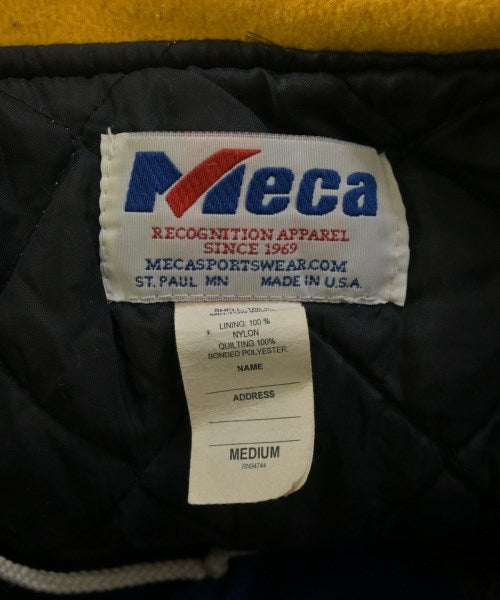 Meca
RECOGNITION APPAREL
SINCE 1969
MECASPORTSWEAR.COM
ST. PAUL MN MADE IN U.S.A.
LINING: 100 %
NYLON
QUILTING 100%
BONDED POLYESTER
NAME
ADDRESS
MEDIUM
RN94744